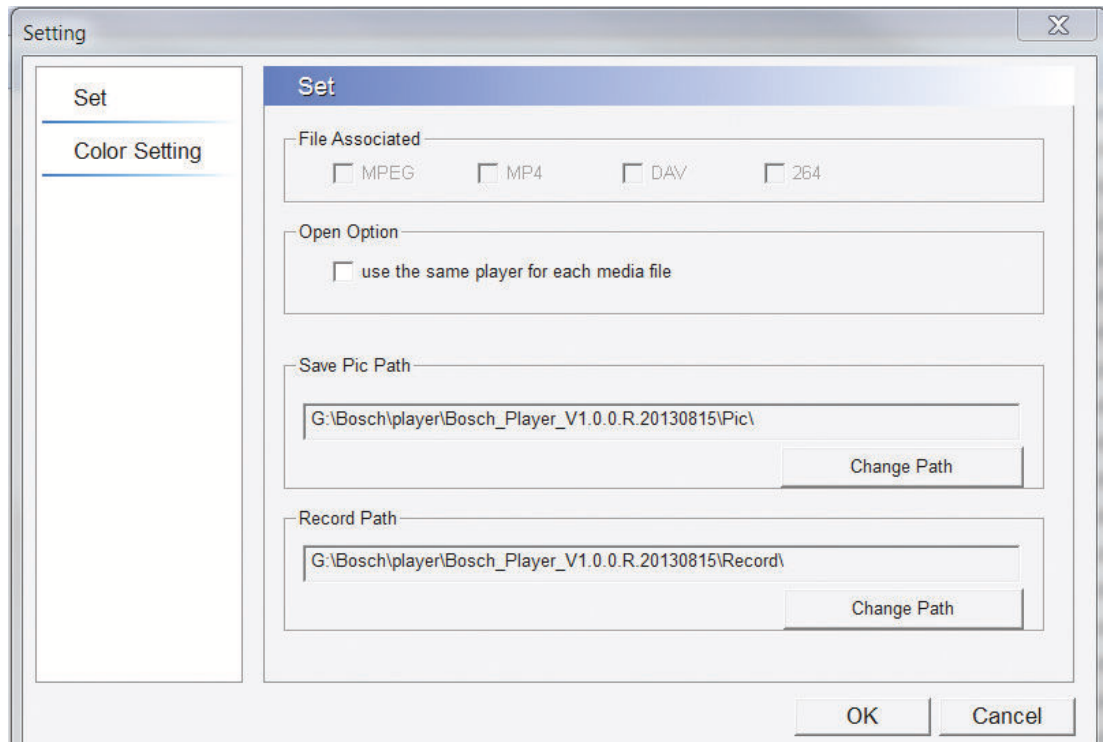 Setting
Set
Color Setting
Set
File Associated
MPEG MP4 DAV 264
Open Option
use the same player for each media file
Save Pic Path
G:\Bosch\player\Bosch_Player_V1.0.0.R.20130815\Pic\
Change Path
Record Path
G:\Bosch\player\Bosch_Player_V1.0.0.R.20130815\Record\
Change Path
OK Cancel